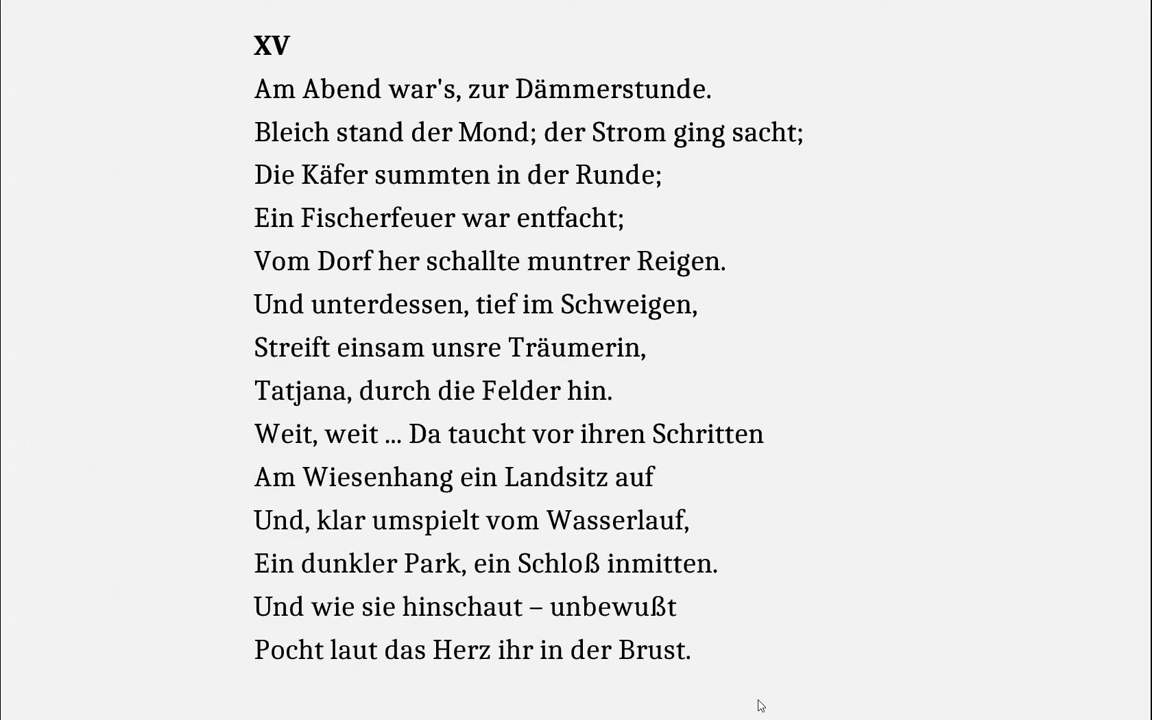 XV
Am Abend war's, zur Dämmerstunde.
Bleich stand der Mond; der Strom ging sacht;
Die Käfer summten in der Runde;
Ein Fischerfeuer war entfacht;
Vom Dorf her schallte muntrer Reigen.
Und unterdessen, tief im Schweigen,
Streift einsam unsre Träumerin,
Tatjana, durch die Felder hin.
Weit, weit ... Da taucht vor ihren Schritten
Am Wiesenhang ein Landsitz auf
Und, klar umspielt vom Wasserlauf,
Ein dunkler Park, ein Schloß inmitten.
Und wie sie hinschaut – unbewußt
Pocht laut das Herz ihr in der Brust.